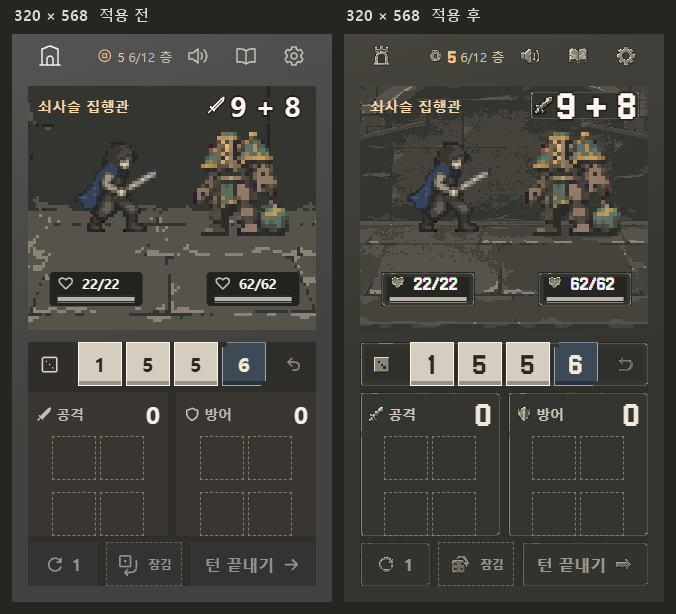 320 × 568 적용 전
5 6/12 층
쇠사슬 집행관
9 + 8
22/22
62/62
1 5 5 6
공격 0
방어 0
1
잠김
턴 끝내기 →
320 × 568 적용 후
5 6/12 층
쇠사슬 집행관
9 + 8
22/22
62/62
1 5 5 6
공격 0
방어 0
1
잠김
턴 끝내기 →